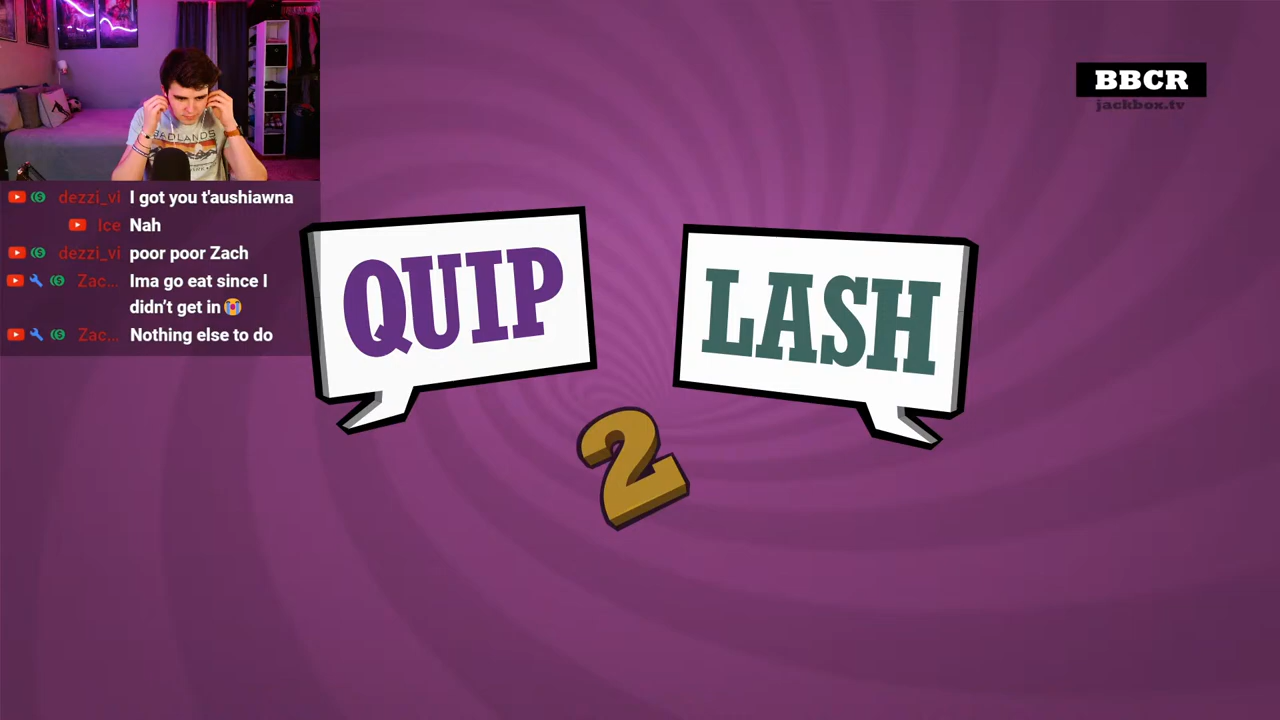 BADLANDS
BBCR
jackbox.tv
dezzi_vi I got you t'aushiawna
Ice Nah
dezzi_vi poor poor Zach
Zac... Ima go eat since I
didn’t get in😭
Zac... Nothing else to do
QUIP
LASH
2